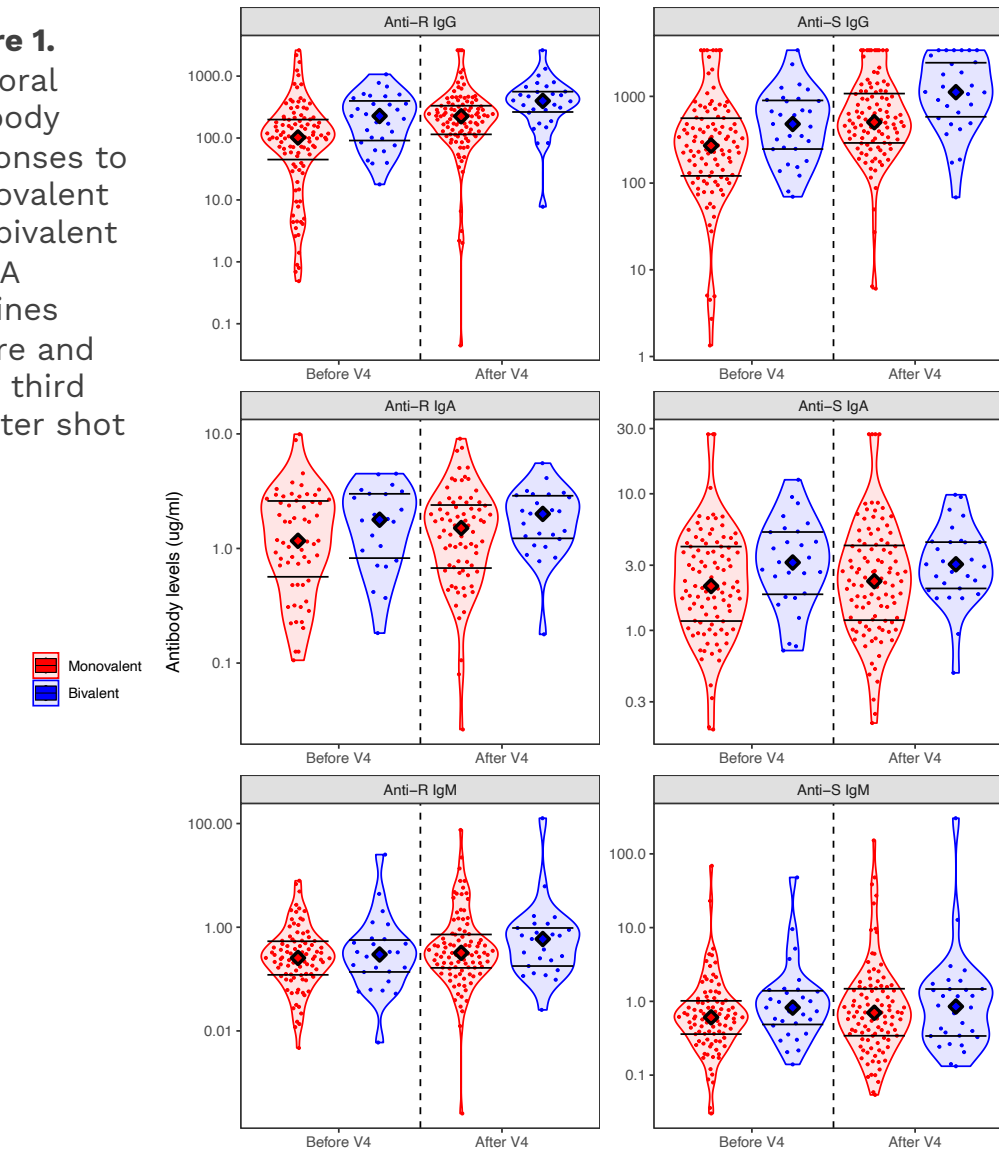 re 1.
oral
body
onses to
ovalent
bivalent
A
ines
re and
third
ter shot
Monovalent
Bivalent
Antibody levels (ug/ml)
Anti−R IgG
1000.0
100.0
10.0
1.0
0.1
Before V4
After V4
Anti−S IgG
1000
100
10
1
Before V4
After V4
Anti−R IgA
10.0
1.0
0.1
Before V4
After V4
Anti−S IgA
30.0
10.0
3.0
1.0
0.3
Before V4
After V4
Anti−R IgM
100.00
1.00
0.01
Before V4
After V4
Anti−S IgM
100.0
10.0
1.0
0.1
Before V4
After V4